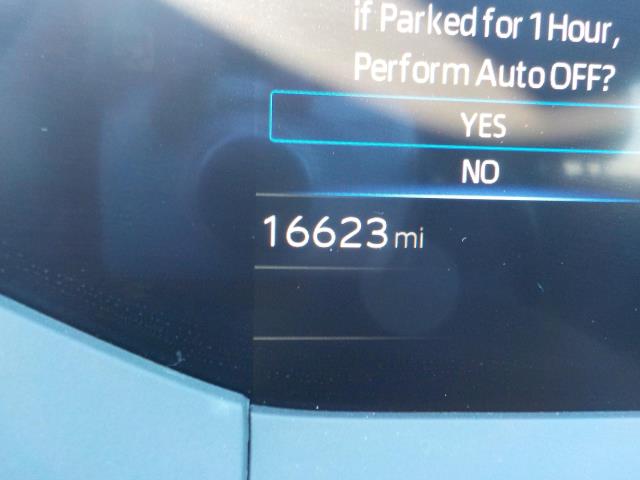 if Parked for 1 Hour,
Perform Auto OFF?
YES
NO
16623 mi